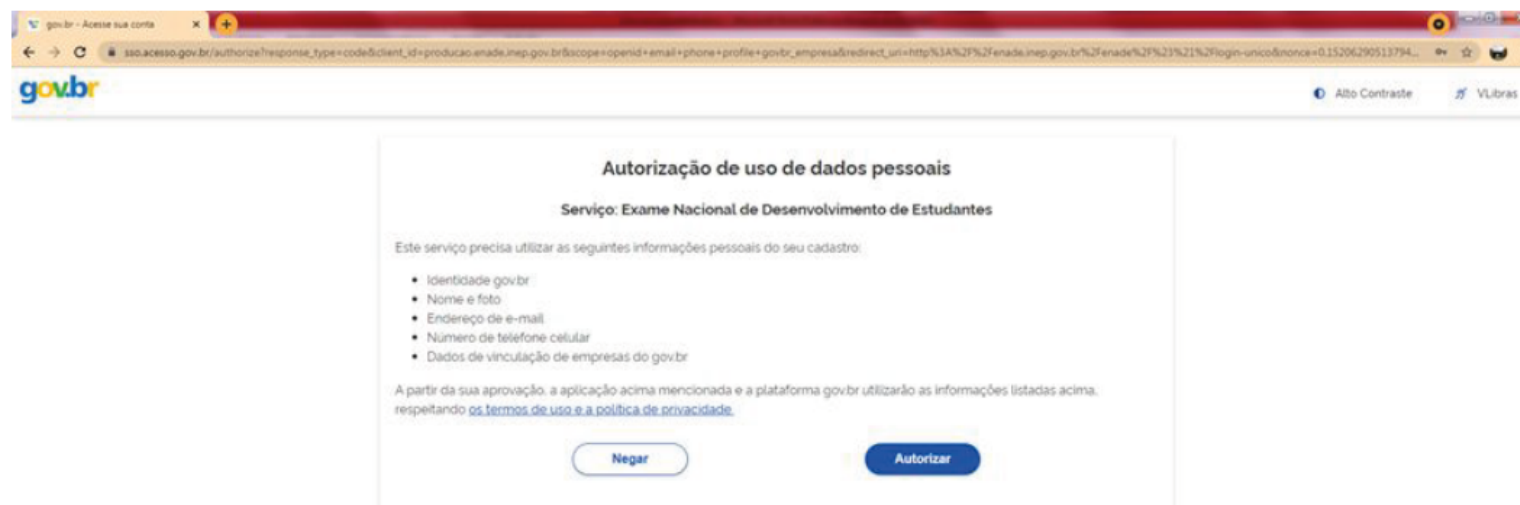 gov.br - Acesse sua conta
sso.acesso.gov.br/authorize?response_type=code&client_id=producao.enade.inep.gov.br&scope=openid+email+phone+profile+govbr_empresa&redirect_uri=http%3A%2F%2Fenade.inep.gov.br%2Fenade%2F%23%21%2Flogin-unico&nonce=0.15206290513794...
gov.br
Alto Contraste
VLibras
Autorização de uso de dados pessoais
Serviço: Exame Nacional de Desenvolvimento de Estudantes
Este serviço precisa utilizar as seguintes informações pessoais do seu cadastro:
• Identidade gov.br
• Nome e foto
• Endereço de e-mail
• Número de telefone celular
• Dados de vinculação de empresas do gov.br
A partir da sua aprovação, a aplicação acima mencionada e a plataforma gov.br utilizarão as informações listadas acima,
respeitando os termos de uso e a política de privacidade.
Negar
Autorizar